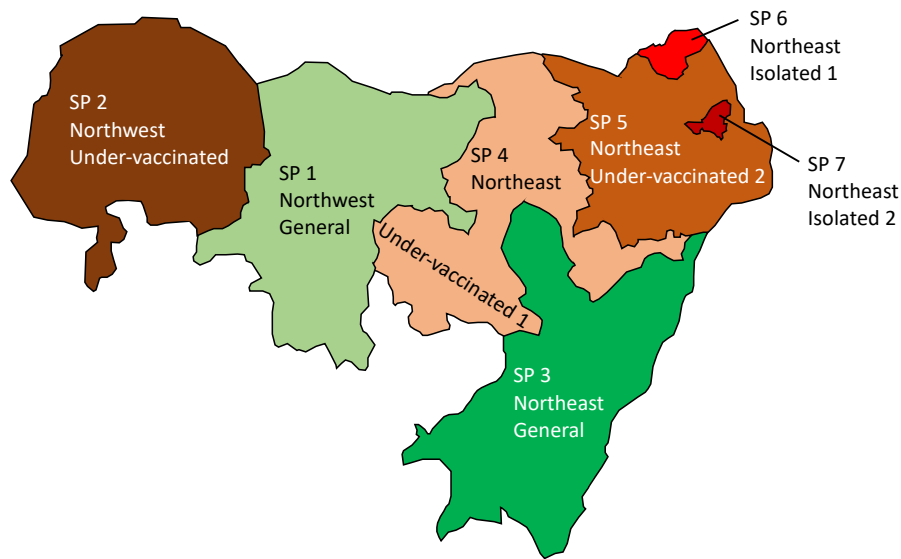 SP 2
Northwest
Under-vaccinated
SP 1
Northwest
General
SP 4
Northeast
Under-vaccinated 1
SP 3
Northeast
General
SP 5
Northeast
Under-vaccinated 2
SP 6
Northeast
Isolated 1
SP 7
Northeast
Isolated 2